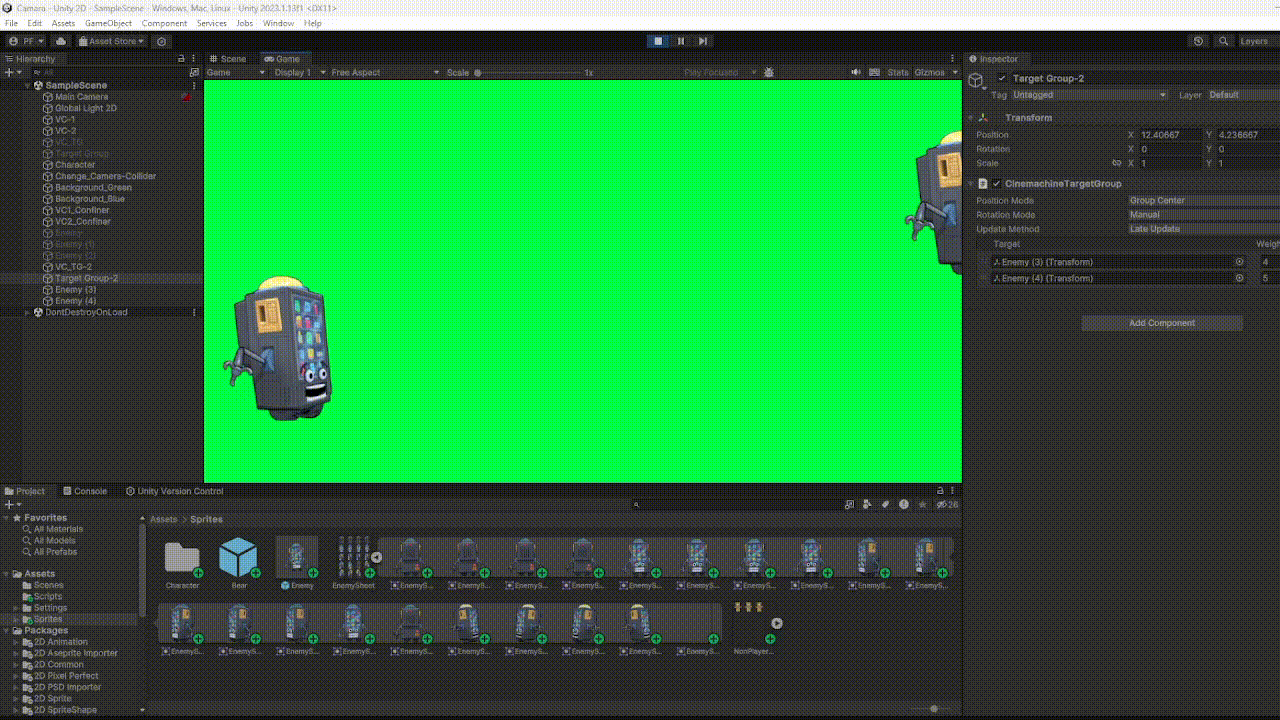 Camara - Unity 2D - SampleScene - Windows, Mac, Linux - Unity 2023.1.13f1 <DX11>
File Edit Assets GameObject Component Services Jobs Window Help
PF Asset Store Layers
Hierarchy
All
SampleScene
Main Camera
Global Light 2D
VC-1
VC-2
VC_TG
Target Group
Character
Change_Camera-Collider
Background_Green
Background_Blue
VC1_Confiner
VC2_Confiner
Enemy
Enemy (1)
Enemy (2)
VC_TG-2
Target Group-2
Enemy (3)
Enemy (4)
DontDestroyOnLoad
Scene Game
Game Display 1 Free Aspect Scale 1x Play Focused Stats Gizmos
Inspector
Target Group-2
Tag Untagged Layer Default
Transform
Position X 12.40667 Y 4.236667
Rotation X 0 Y 0
Scale X 1 Y 1
CinemachineTargetGroup
Position Mode Group Center
Rotation Mode Manual
Update Method Late Update
Target Weigh
Enemy (3) (Transform) 4
Enemy (4) (Transform) 5
Add Component
Project Console Unity Version Control
26
Favorites
All Materials
All Models
All Prefabs
Assets
Scenes
Scripts
Settings
Sprites
Packages
2D Animation
2D Aseprite Importer
2D Common
2D Pixel Perfect
2D PSD Importer
2D Sprite
2D SpriteShape
Assets > Sprites
Character Bear Enemy EnemySheet EnemyS... EnemyS... EnemyS... EnemyS... EnemyS... EnemyS... EnemyS... EnemyS... EnemyS... EnemyS...
EnemyS... EnemyS... EnemyS... EnemyS... EnemyS... EnemyS... EnemyS... EnemyS... EnemyS... EnemyS... NonPlayer...